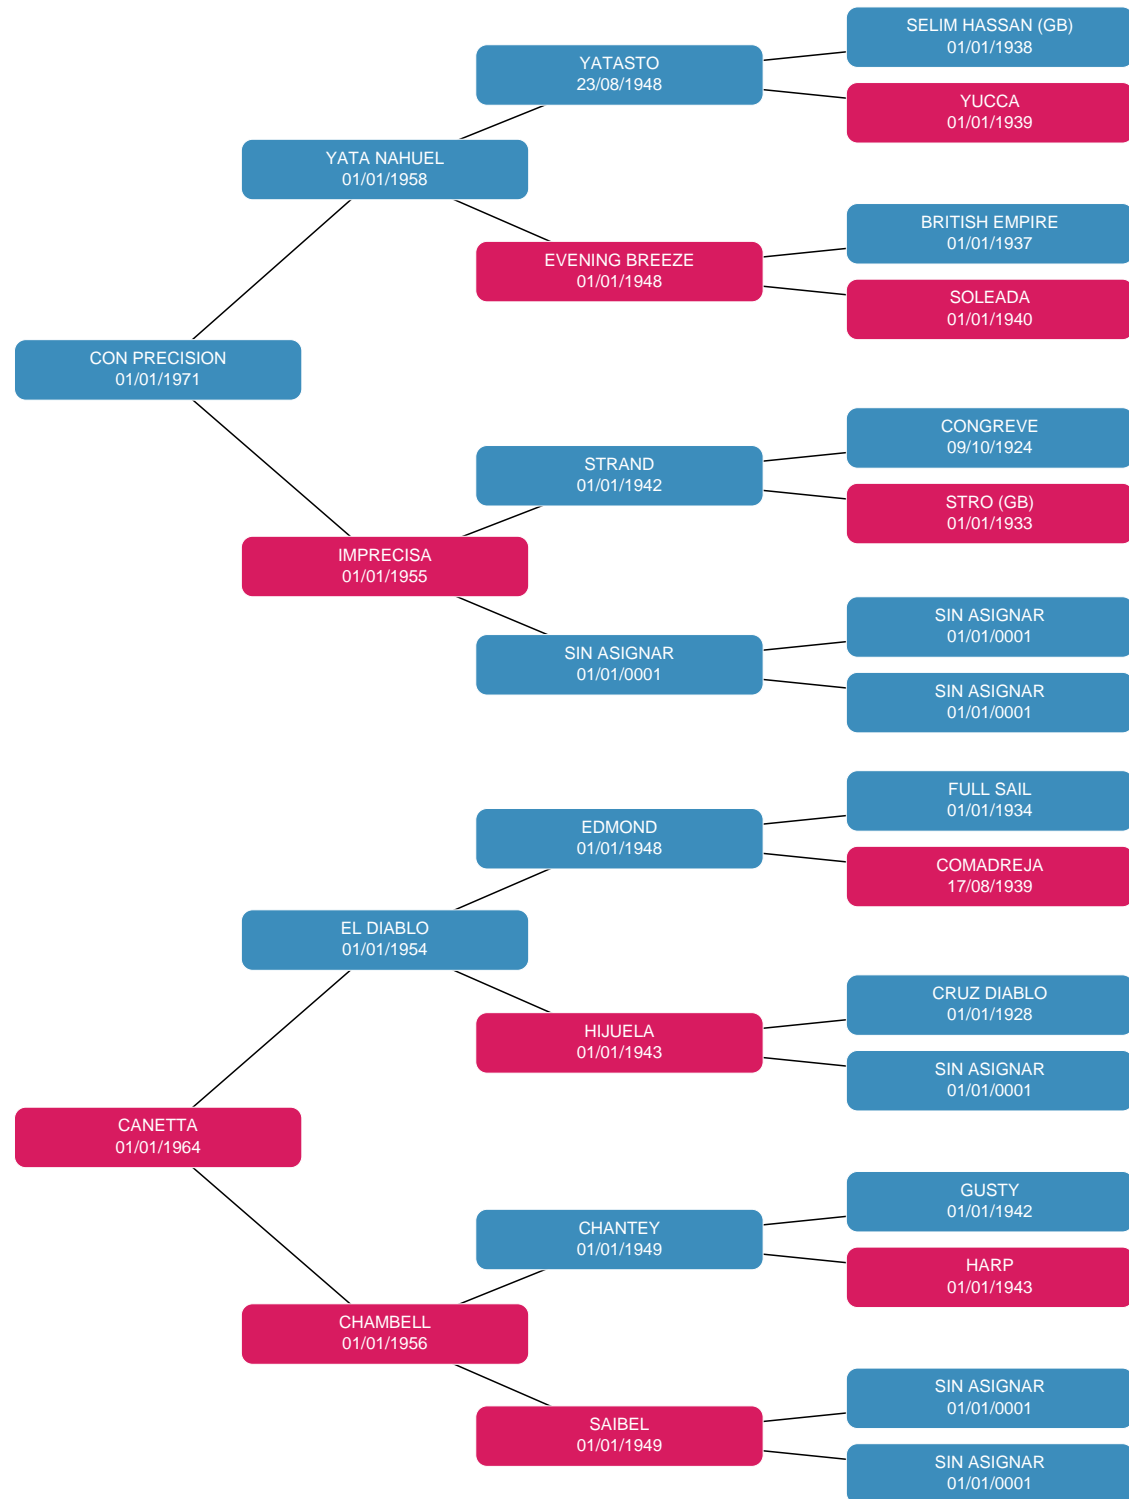 SELIM HASSAN (GB)
01/01/1938
YATASTO
23/08/1948
YUCCA
01/01/1939
YATA NAHUEL
01/01/1958
BRITISH EMPIRE
01/01/1937
EVENING BREEZE
01/01/1948
SOLEADA
01/01/1940
CON PRECISION
01/01/1971
CONGREVE
09/10/1924
STRAND
01/01/1942
STRO (GB)
01/01/1933
IMPRECISA
01/01/1955
SIN ASIGNAR
01/01/0001
SIN ASIGNAR
01/01/0001
SIN ASIGNAR
01/01/0001
FULL SAIL
01/01/1934
EDMOND
01/01/1948
COMADREJA
17/08/1939
EL DIABLO
01/01/1954
CRUZ DIABLO
01/01/1928
HIJUELA
01/01/1943
SIN ASIGNAR
01/01/0001
CANETTA
01/01/1964
GUSTY
01/01/1942
CHANTEY
01/01/1949
HARP
01/01/1943
CHAMBELL
01/01/1956
SIN ASIGNAR
01/01/0001
SAIBEL
01/01/1949
SIN ASIGNAR
01/01/0001